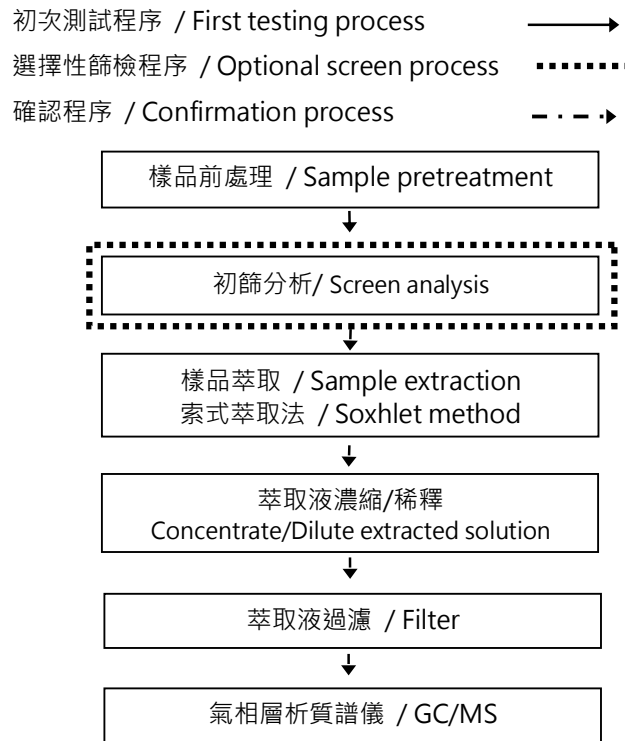 初次測試程序 / First testing process
選擇性篩檢程序 / Optional screen process
確認程序 / Confirmation process
樣品前處理 / Sample pretreatment
初篩分析/ Screen analysis
樣品萃取 / Sample extraction
索式萃取法 / Soxhlet method
萃取液濃縮/稀釋
Concentrate/Dilute extracted solution
萃取液過濾 / Filter
氣相層析質譜儀 / GC/MS